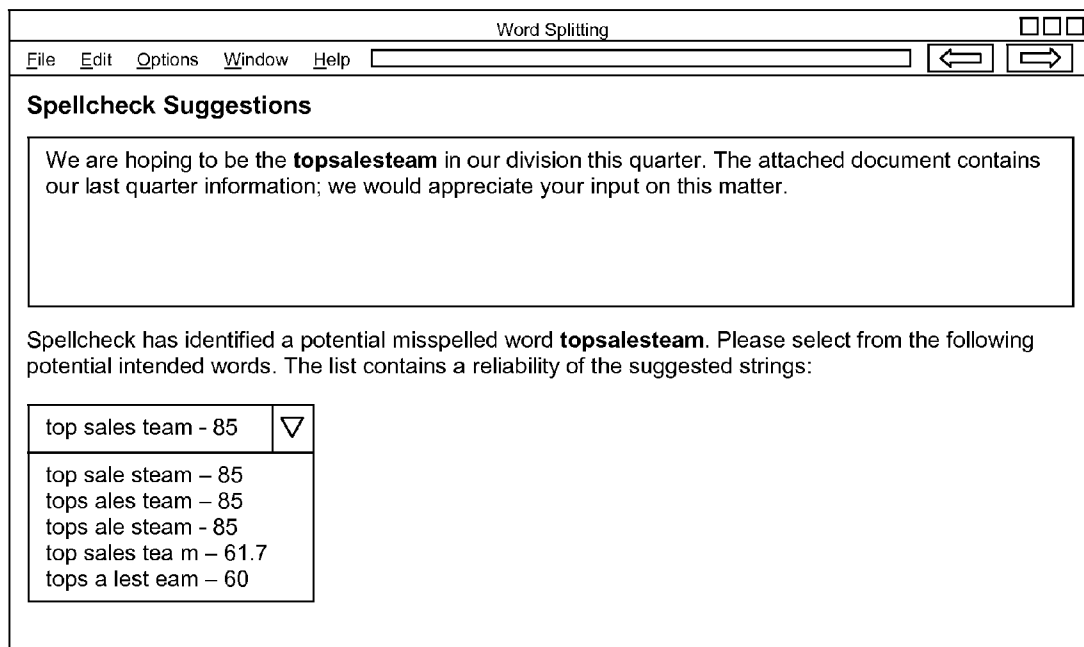 Word Splitting
File Edit Options Window Help
Spellcheck Suggestions
We are hoping to be the topsalesteam in our division this quarter. The attached document contains
our last quarter information; we would appreciate your input on this matter.
Spellcheck has identified a potential misspelled word topsalesteam. Please select from the following
potential intended words. The list contains a reliability of the suggested strings:
top sales team - 85
top sale steam – 85
tops ales team – 85
tops ale steam - 85
top sales tea m – 61.7
tops a lest eam – 60